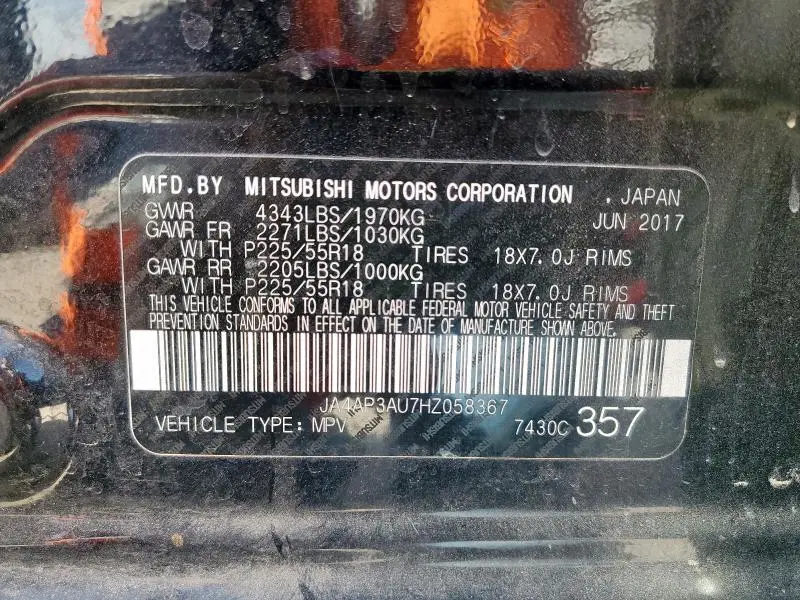 MFD.BY MITSUBISHI MOTORS CORPORATION . JAPAN
GVWR 4343LBS/1970KG JUN 2017
GAWR FR 2271LBS/1030KG
WITH P225/55R18 TIRES 18X7.0J RIMS
GAWR RR 2205LBS/1000KG
WITH P225/55R18 TIRES 18X7.0J RIMS
THIS VEHICLE CONFORMS TO ALL APPLICABLE FEDERAL MOTOR VEHICLE SAFETY AND THEFT
PREVENTION STANDARDS IN EFFECT ON THE DATE OF MANUFACTURE SHOWN ABOVE.
JA4AP3AU7HZ058367
VEHICLE TYPE: MPV 7430C 357